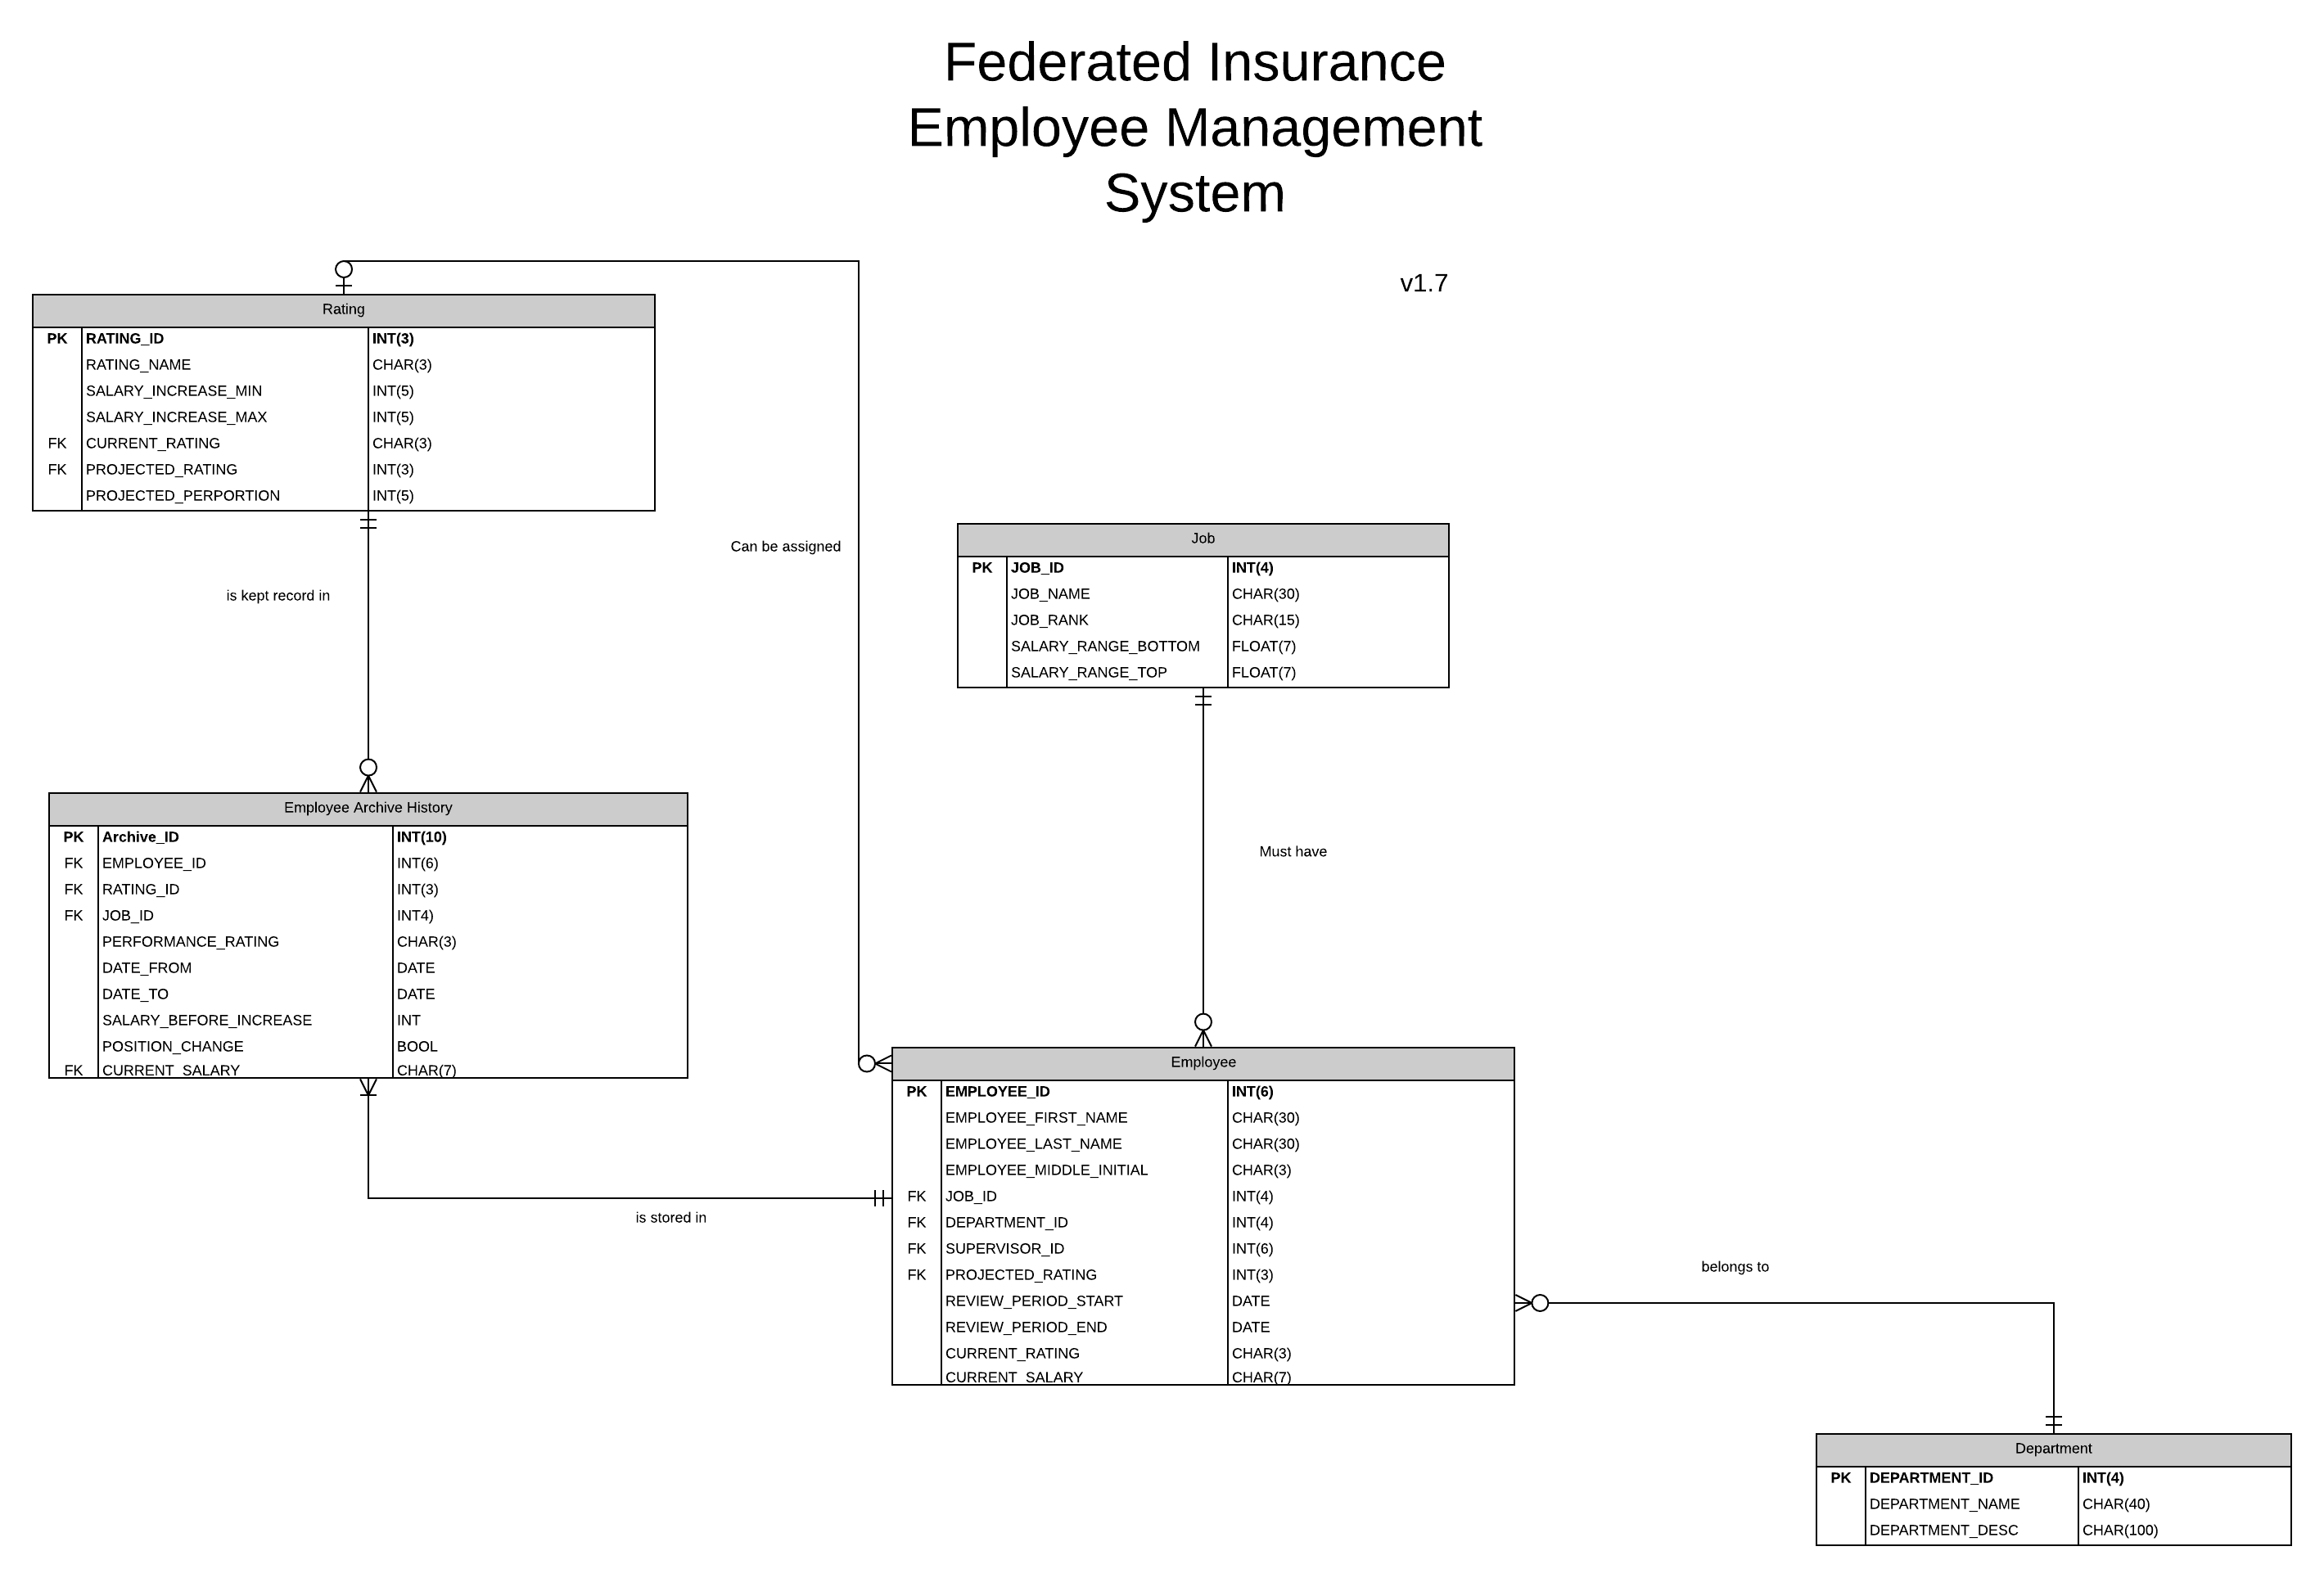 Federated Insurance
Employee Management
System
v1.7
Rating
PK RATING_ID INT(3)
RATING_NAME CHAR(3)
SALARY_INCREASE_MIN INT(5)
SALARY_INCREASE_MAX INT(5)
FK CURRENT_RATING CHAR(3)
FK PROJECTED_RATING INT(3)
PROJECTED_PERPORTION INT(5)
Can be assigned
is kept record in
Job
PK JOB_ID INT(4)
JOB_NAME CHAR(30)
JOB_RANK CHAR(15)
SALARY_RANGE_BOTTOM FLOAT(7)
SALARY_RANGE_TOP FLOAT(7)
Must have
Employee Archive History
PK Archive_ID INT(10)
FK EMPLOYEE_ID INT(6)
FK RATING_ID INT(3)
FK JOB_ID INT4)
PERFORMANCE_RATING CHAR(3)
DATE_FROM DATE
DATE_TO DATE
SALARY_BEFORE_INCREASE INT
POSITION_CHANGE BOOL
FK CURRENT_SALARY CHAR(7)
is stored in
Employee
PK EMPLOYEE_ID INT(6)
EMPLOYEE_FIRST_NAME CHAR(30)
EMPLOYEE_LAST_NAME CHAR(30)
EMPLOYEE_MIDDLE_INITIAL CHAR(3)
FK JOB_ID INT(4)
FK DEPARTMENT_ID INT(4)
FK SUPERVISOR_ID INT(6)
FK PROJECTED_RATING INT(3)
REVIEW_PERIOD_START DATE
REVIEW_PERIOD_END DATE
CURRENT_RATING CHAR(3)
CURRENT_SALARY CHAR(7)
belongs to
Department
PK DEPARTMENT_ID INT(4)
DEPARTMENT_NAME CHAR(40)
DEPARTMENT_DESC CHAR(100)